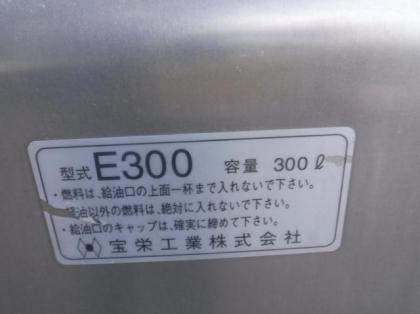 型式 E300 容量 300ℓ
・燃料は、給油口の上面一杯まで入れないで下さい。
油以外の燃料は、絶対に入れないで下さい。
・給油口のキャップは、確実に締めて下さい。
宝栄工業株式会社